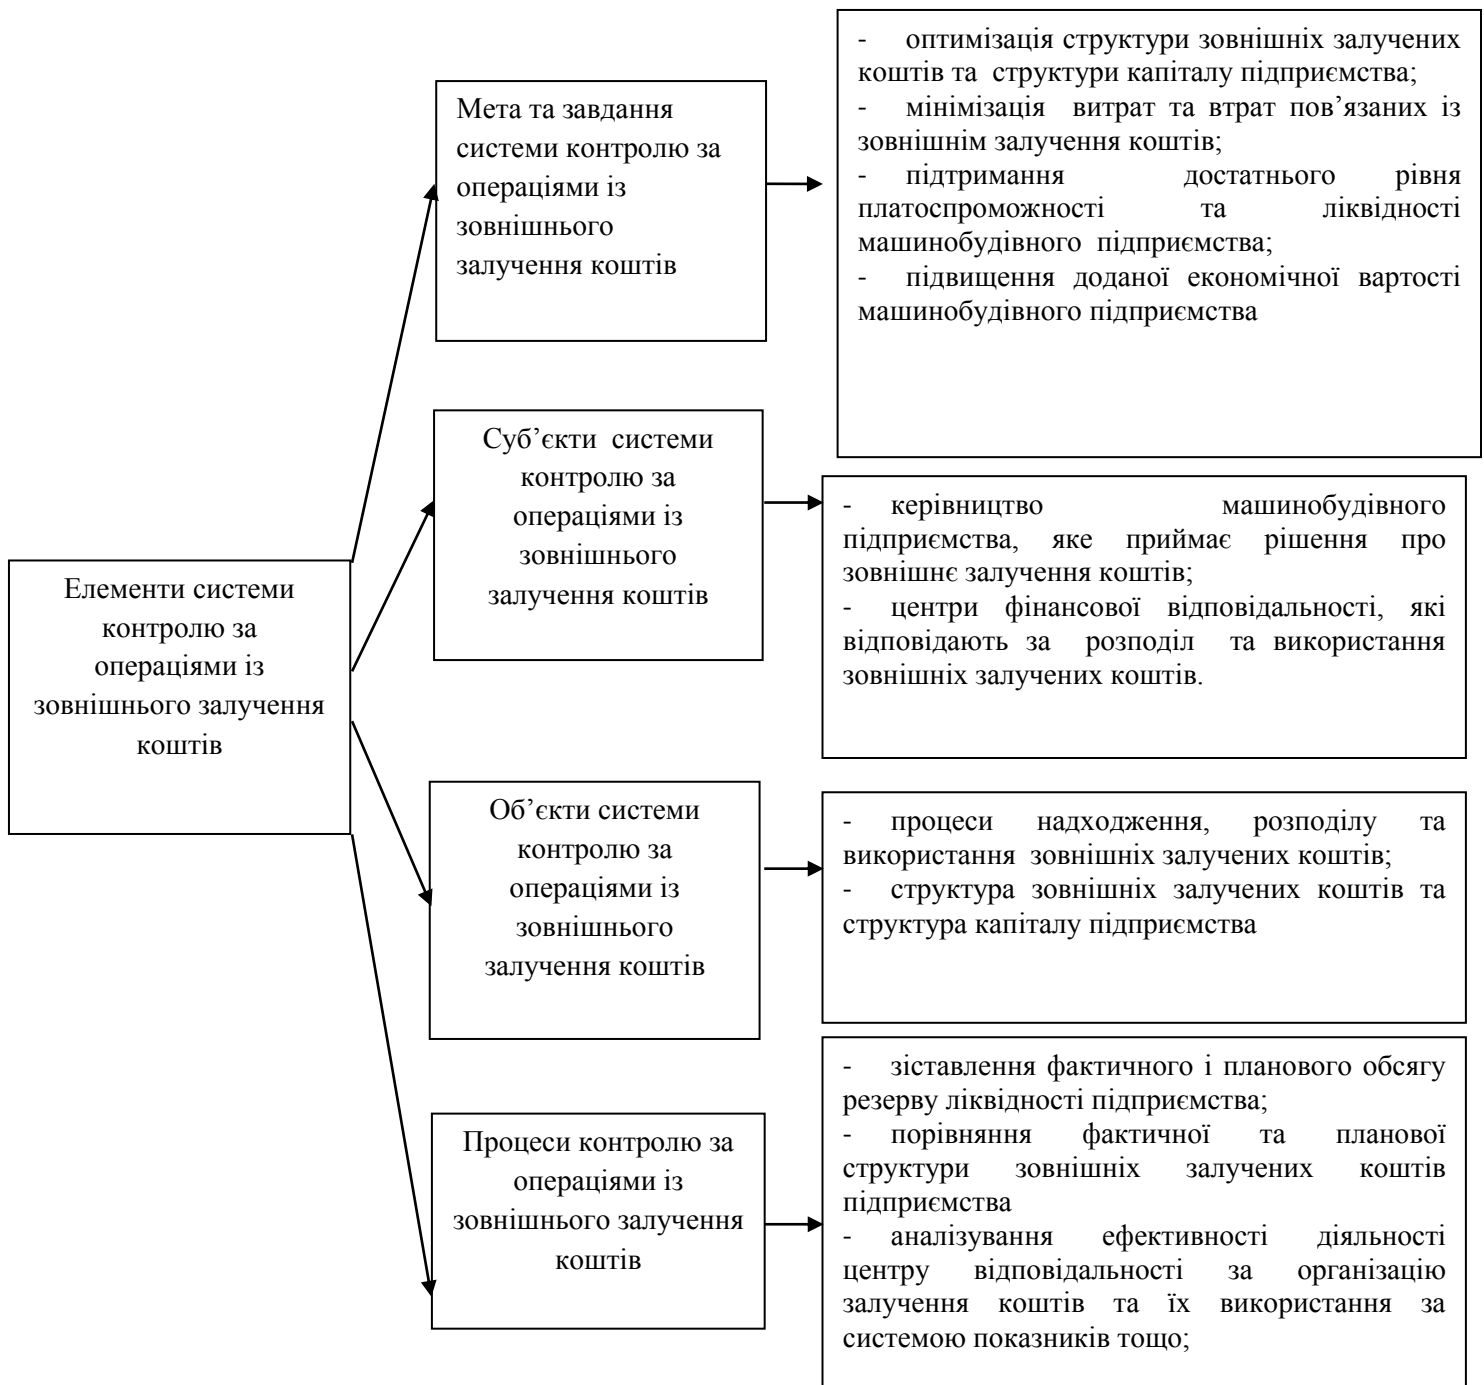 Елементи системи
контролю за
операціями із
зовнішнього залучення
коштів
Мета та завдання
системи контролю за
операціями із
зовнішнього
залучення коштів
- оптимізація структури зовнішніх залучених
коштів та структури капіталу підприємства;
- мінімізація витрат та втрат пов’язаних із
зовнішнім залучення коштів;
- підтримання достатнього рівня
платоспроможності та ліквідності
машинобудівного підприємства;
- підвищення доданої економічної вартості
машинобудівного підприємства
Суб’єкти системи
контролю за
операціями із
зовнішнього
залучення коштів
- керівництво машинобудівного
підприємства, яке приймає рішення про
зовнішнє залучення коштів;
- центри фінансової відповідальності, які
відповідають за розподіл та використання
зовнішніх залучених коштів.
Об’єкти системи
контролю за
операціями із
зовнішнього
залучення коштів
- процеси надходження, розподілу та
використання зовнішніх залучених коштів;
- структура зовнішніх залучених коштів та
структура капіталу підприємства
Процеси контролю за
операціями із
зовнішнього залучення
коштів
- зіставлення фактичного і планового обсягу
резерву ліквідності підприємства;
- порівняння фактичної та планової
структури зовнішніх залучених коштів
підприємства
- аналізування ефективності діяльності
центру відповідальності за організацію
залучення коштів та їх використання за
системою показників тощо;